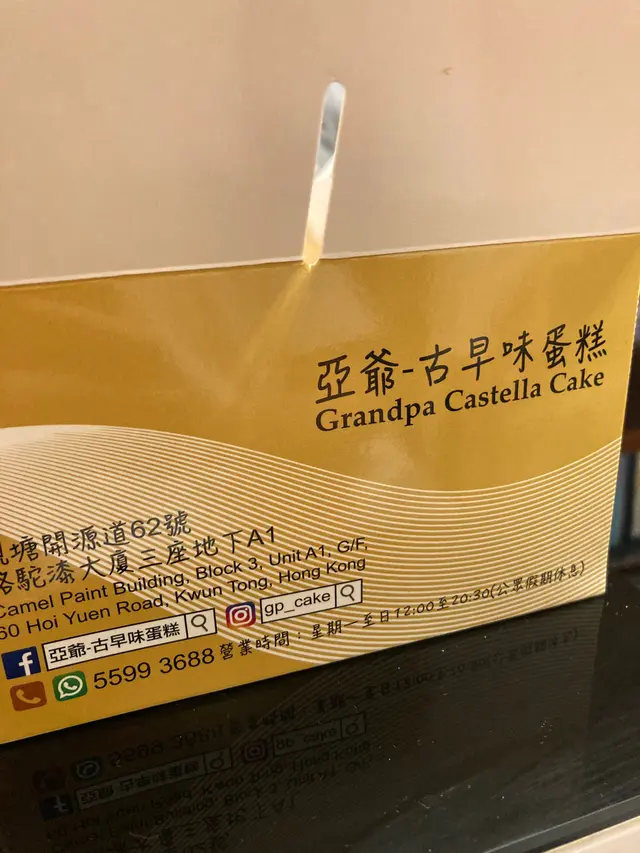 亞爺-古早味蛋糕
Grandpa Castella Cake
塘開源道62號
駱駝漆大廈三座地下A1
Camel Paint Building, Block 3, Unit A1, G/F,
60 Hoi Yuen Road, Kwun Tong, Hong Kong
亞爺-古早味蛋糕
gp_cake
5599 3688
營業時間：星期一至日12:00至20:30(公眾假期休息)